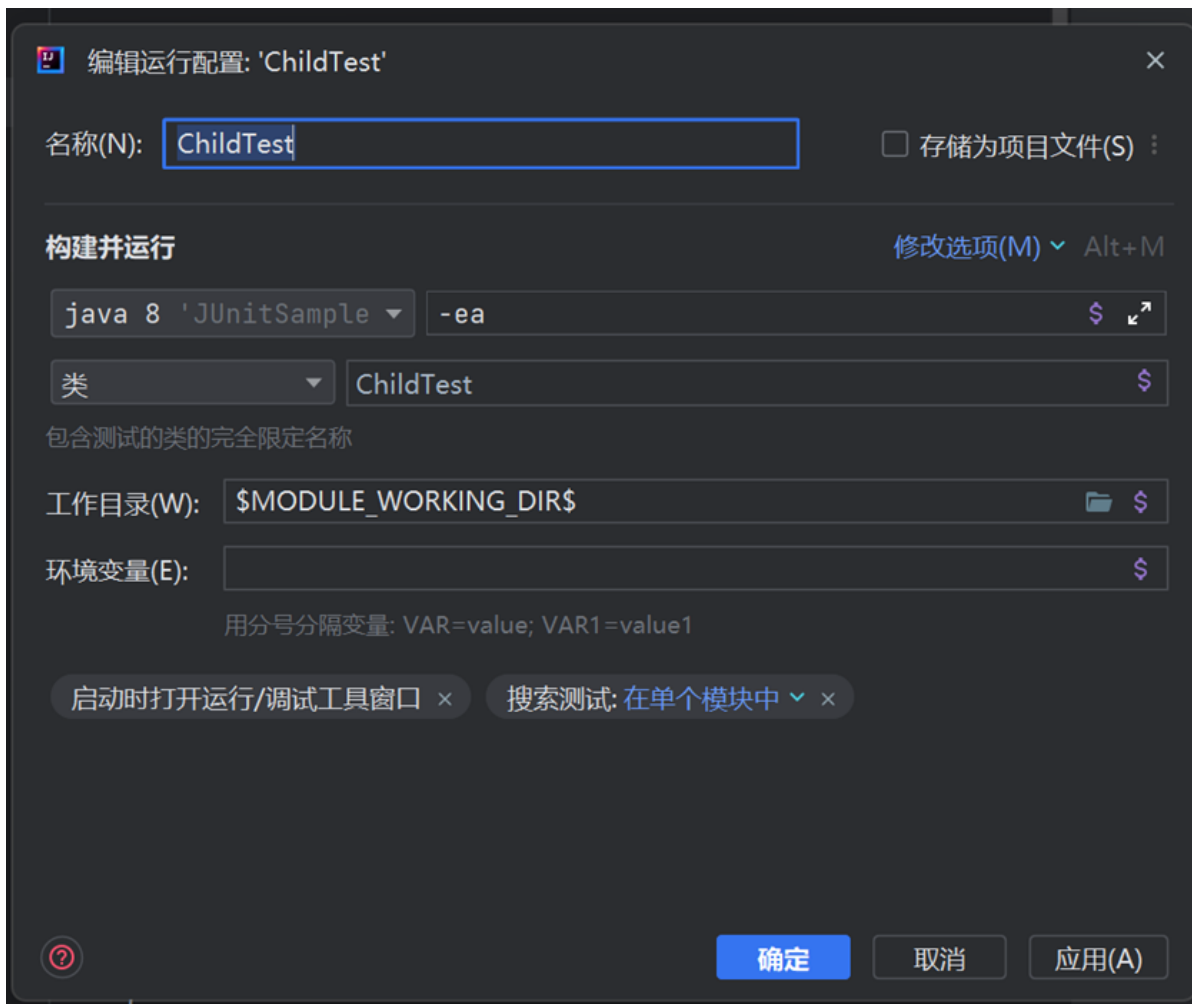 编辑运行配置: 'ChildTest'
名称(N): ChildTest 存储为项目文件(S)
构建并运行 修改选项(M) Alt+M
java 8 'JUnitSample -ea
类 ChildTest
包含测试的类的完全限定名称
工作目录(W): $MODULE_WORKING_DIR$
环境变量(E):
用分号分隔变量: VAR=value; VAR1=value1
启动时打开运行/调试工具窗口 搜索测试: 在单个模块中
确定 取消 应用(A)